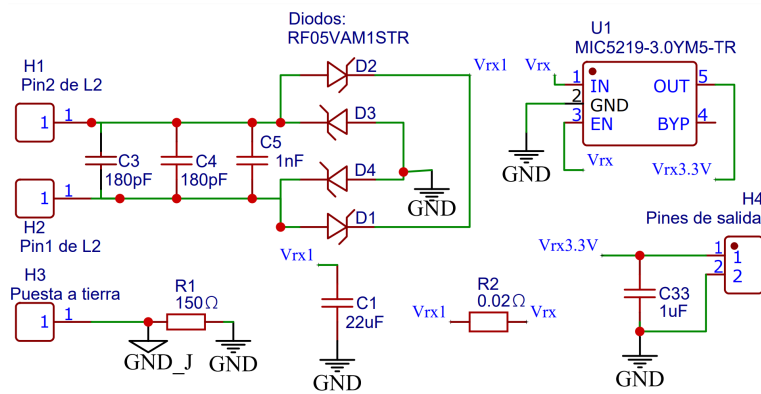 Diodos:
RF05VAM1STR
U1
MIC5219-3.0YM5-TR
H1
Pin2 de L2
1
1
D2
Vrx1
Vrx
1
IN
OUT
5
2
GND
3
EN
BYP
4
D3
C3
180pF
C4
180pF
C5
1nF
D4
GND
GND
Vrx
Vrx3.3V
1
1
H2
Pin1 de L2
D1
H4
Pines de salida
Vrx1
Vrx3.3V
1
1
2
2
H3
Puesta a tierra
1
1
R1
150Ω
C1
22uF
R2
0.02Ω
Vrx1
Vrx
C33
1uF
GND_J
GND
GND
GND